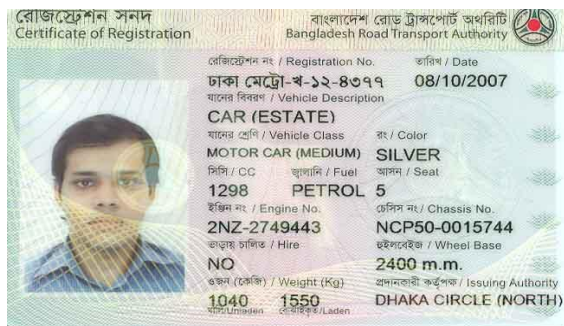 রেজিস্ট্রেশন সনদ বাংলাদেশ রোড ট্রান্সপোর্ট অথরিটি
Certificate of Registration Bangladesh Road Transport Authority
রেজিস্ট্রেশন নং / Registration No. তারিখ / Date
ঢাকা মেট্রো-খ-১২-৪৩৭৭ 08/10/2007
যানের বিবরণ / Vehicle Description
CAR (ESTATE)
যানের শ্রেণি / Vehicle Class রং / Color
MOTOR CAR (MEDIUM) SILVER
সিসি / CC জ্বালানি / Fuel আসন / Seat
1298 PETROL 5
ইঞ্জিন নং / Engine No. চেসিস নং / Chassis No.
2NZ-2749443 NCP50-0015744
ভাড়ায় চালিত / Hire হুইলবেইজ / Wheel Base
NO 2400 m.m.
ওজন (কেজি) / Weight (Kg) প্রদানকারী কর্তৃপক্ষ / Issuing Authority
1040 1550 DHAKA CIRCLE (NORTH)
/Laden